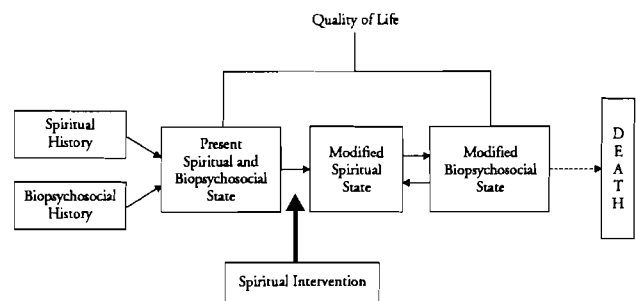 Quality of Life
Spiritual
History
Biopsychosocial
History
Present
Spiritual and
Biopsychosocial
State
Modified
Spiritual
State
Modified
Biopsychosocial
State
D
E
A
T
H
Spiritual Intervention